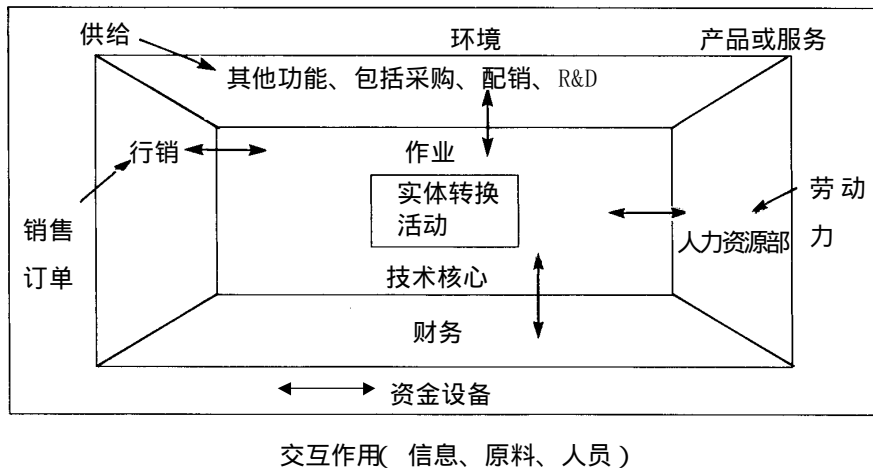 供给
环境
产品或服务
其他功能、包括采购、配销、R&D
行销
作业
实体转换
活动
劳动
力
人力资源部
销售
订单
技术核心
财务
资金设备
交互作用( 信息、原料、人员)